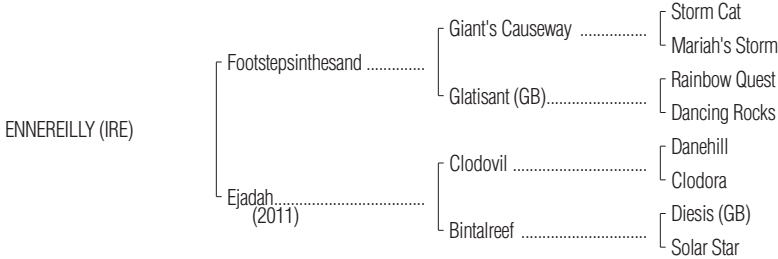 Storm Cat
Giant's Causeway ................
Mariah's Storm
Footstepsinthesand ..............
Rainbow Quest
Glatisant (GB)........................
Dancing Rocks
ENNEREILLY (IRE)
Danehill
Clodovil ................................
Clodora
Ejadah....................................
(2011)
Diesis (GB)
Bintalreef ..............................
Solar Star